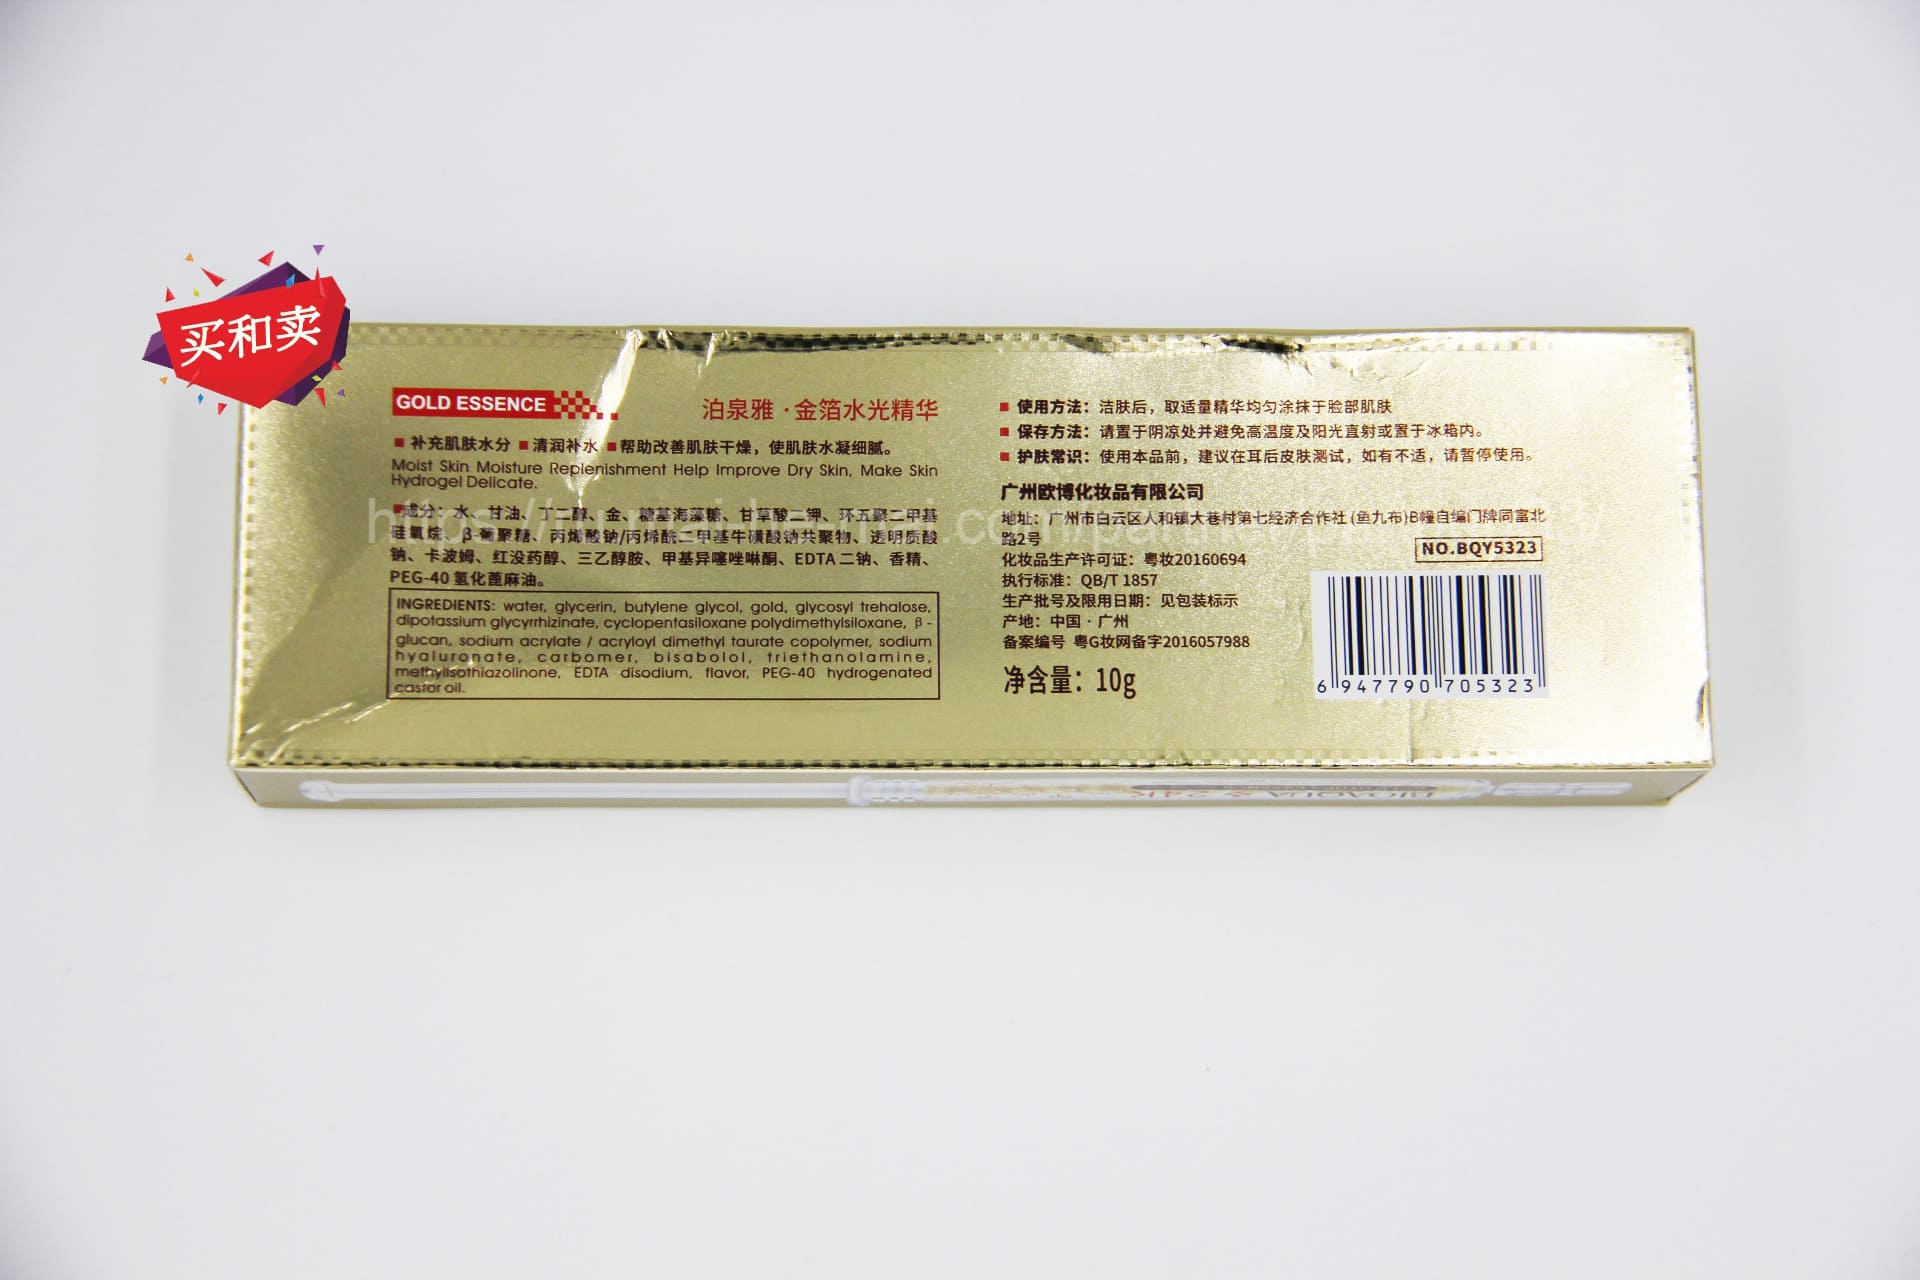 买和卖
GOLD ESSENCE
泊泉雅·金箔水光精华
■补充肌肤水分 ■清润补水 ■帮助改善肌肤干燥，使肌肤水凝细腻。
Moist Skin Moisture Replenishment Help Improve Dry Skin, Make Skin
Hydrogel Delicate.
■成分：水、甘油、丁二醇、金、糖基海藻糖、甘草酸二钾、环五聚二甲基
硅氧烷、β-葡聚糖、丙烯酸钠/丙烯酰二甲基牛磺酸钠共聚物、透明质酸
钠、卡波姆、红没药醇、三乙醇胺、甲基异噻唑啉酮、EDTA二钠、香精、
PEG-40氢化蓖麻油。
INGREDIENTS: water, glycerin, butylene glycol, gold, glycosyl trehalose,
dipotassium glycyrrhizinate, cyclopentasiloxane polydimethylsiloxane, β-
glucan, sodium acrylate / acryloyl dimethyl taurate copolymer, sodium
hyaluronate, carbomer, bisabolol, triethanolamine,
methylisothiazolinone, EDTA disodium, flavor, PEG-40 hydrogenated
castor oil.
■使用方法：洁肤后，取适量精华均匀涂抹于脸部肌肤
■保存方法：请置于阴凉处并避免高温度及阳光直射或置于冰箱内。
■护肤常识：使用本品前，建议在耳后皮肤测试，如有不适，请暂停使用。
广州欧博化妆品有限公司
地址：广州市白云区人和镇大巷村第七经济合作社(鱼九布)B幢自编门牌同富北
路2号
化妆品生产许可证：粤妆20160694
执行标准：QB/T 1857
生产批号及限用日期：见包装标示
产地：中国·广州
备案编号 粤G妆网备字2016057988
净含量：10g
NO.BQY5323
6 947790 705323
BIOAQUA 24K